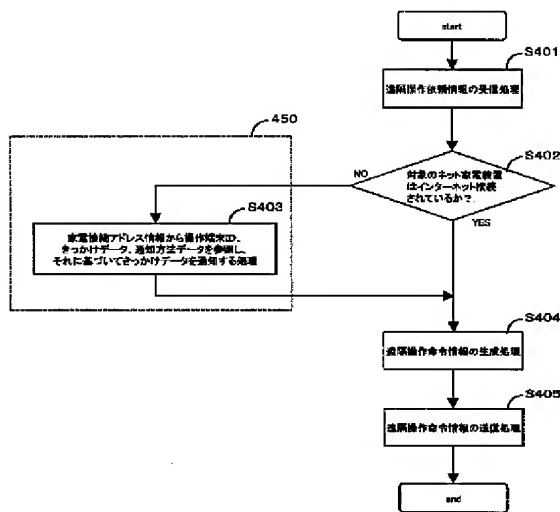 start
S401
遠隔操作依頼情報の受信処理
450
S402
対象のネット家電装置
はインターネット接続
されているか?
NO
YES
S403
家電接続アドレス情報から操作端末ID、
きっかけデータ、通知方法データを参照し、
それに基づいてきっかけデータを通知する処理
S404
遠隔操作命令情報の生成処理
S405
遠隔操作命令情報の送信処理
end